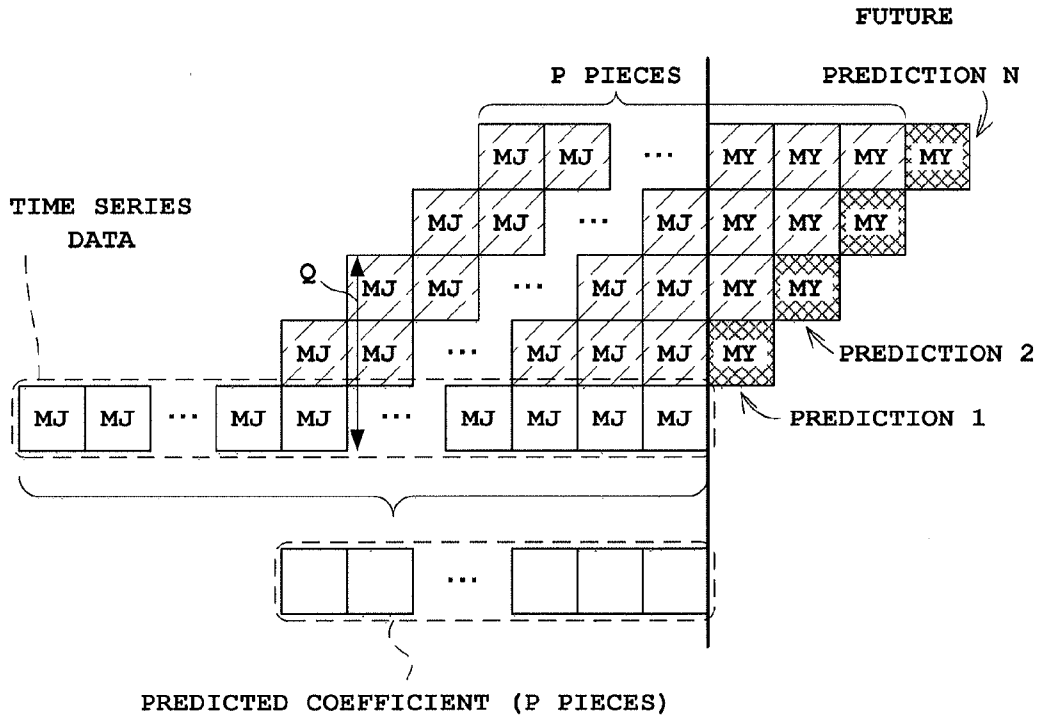 FUTURE
P PIECES
PREDICTION N
MJ MJ ... MY MY MY MY
TIME SERIES
DATA
MJ MJ ... MJ MY MY MY
Q
MJ MJ ... MJ MJ MY MY
MJ MJ ... MJ MJ MJ MY
PREDICTION 2
MJ MJ ... MJ MJ ... MJ MJ MJ MJ
PREDICTION 1
...
PREDICTED COEFFICIENT (P PIECES)